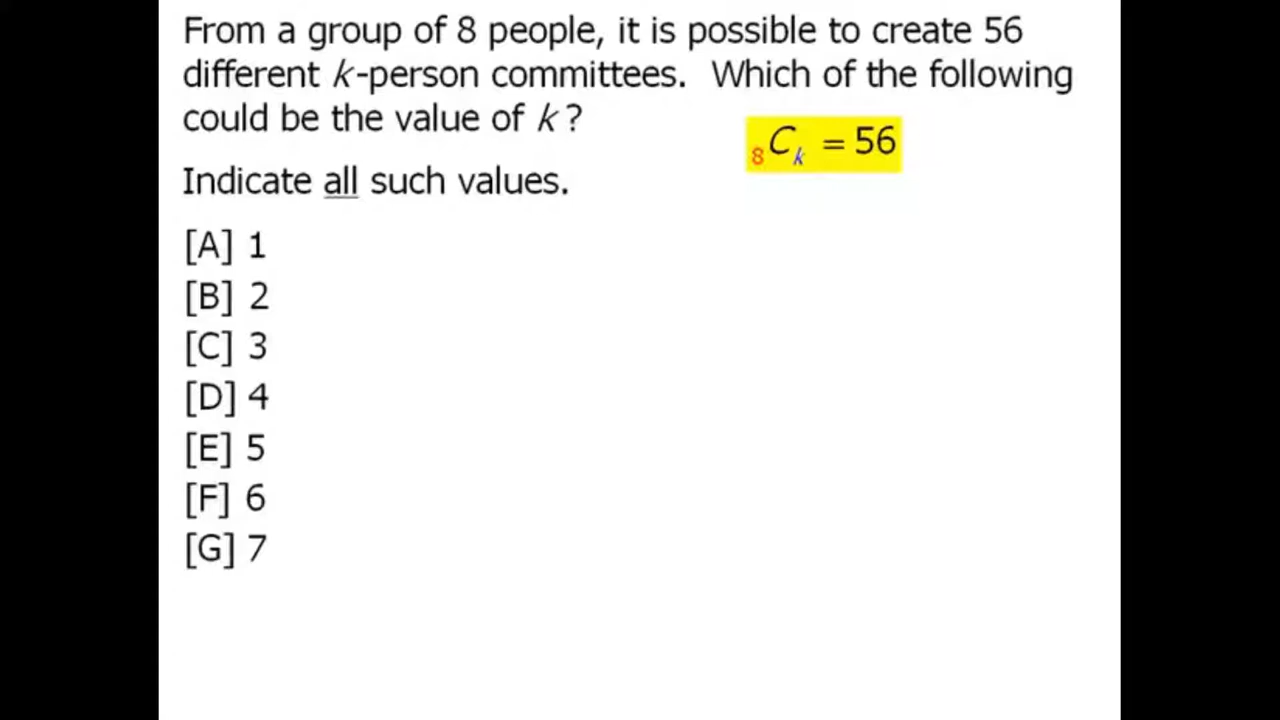 From a group of 8 people, it is possible to create 56
different k-person committees. Which of the following
could be the value of k?
8Ck = 56
Indicate all such values.
[A] 1
[B] 2
[C] 3
[D] 4
[E] 5
[F] 6
[G] 7